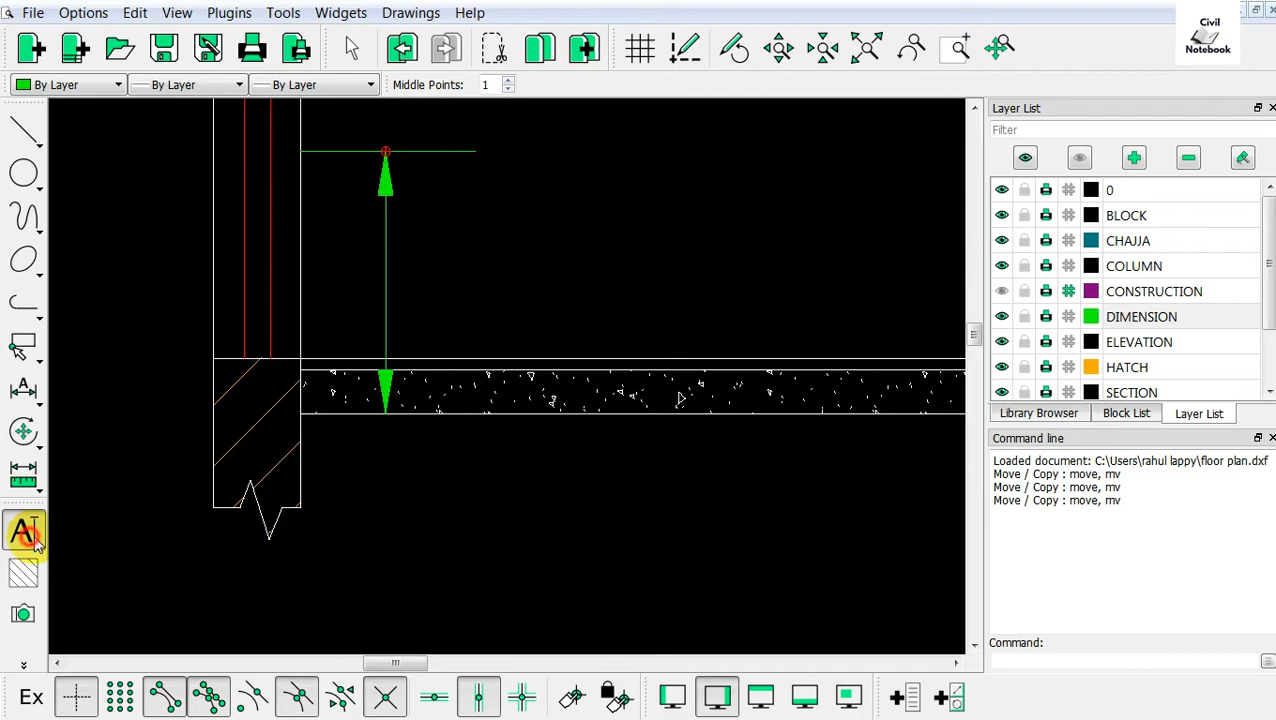 File Options Edit View Plugins Tools Widgets Drawings Help
Civil
Notebook
By Layer By Layer By Layer Middle Points: 1
Layer List
Filter
0
BLOCK
CHAJJA
COLUMN
CONSTRUCTION
DIMENSION
ELEVATION
HATCH
SECTION
Library Browser Block List Layer List
Command line
Loaded document: C:\Users\rahul lappy\floor plan.dxf
Move / Copy : move, mv
Move / Copy : move, mv
Move / Copy : move, mv
Command:
A
A
Ex